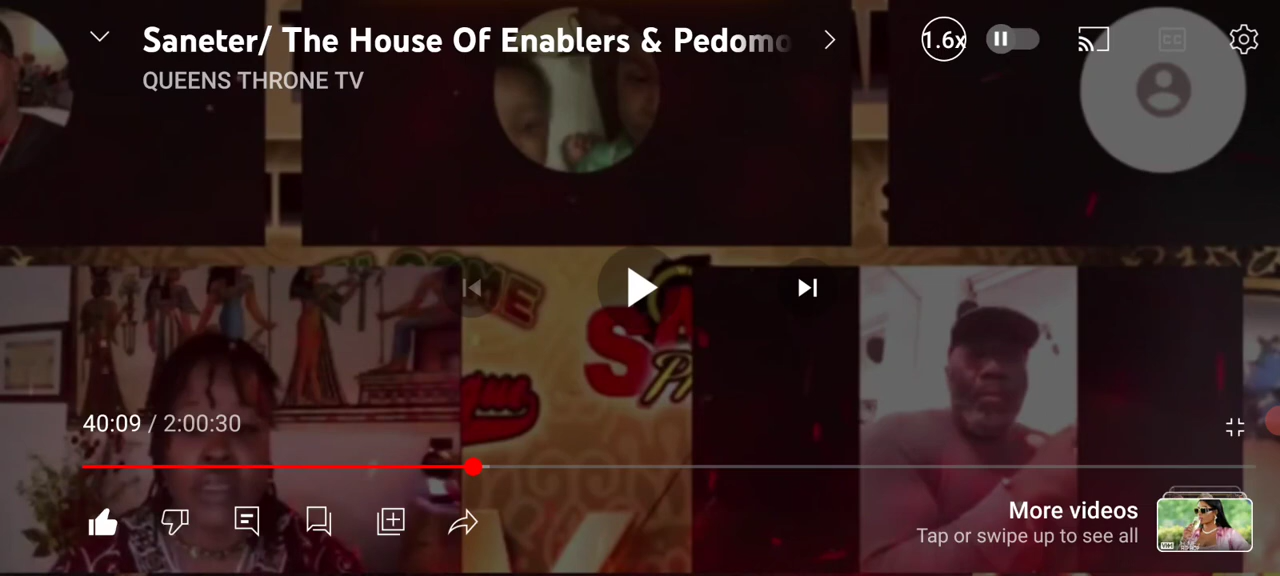 Saneter/ The House Of Enablers & Pedomo
1.6x
CC
QUEENS THRONE TV
40:09 / 2:00:30
More videos
Tap or swipe up to see all